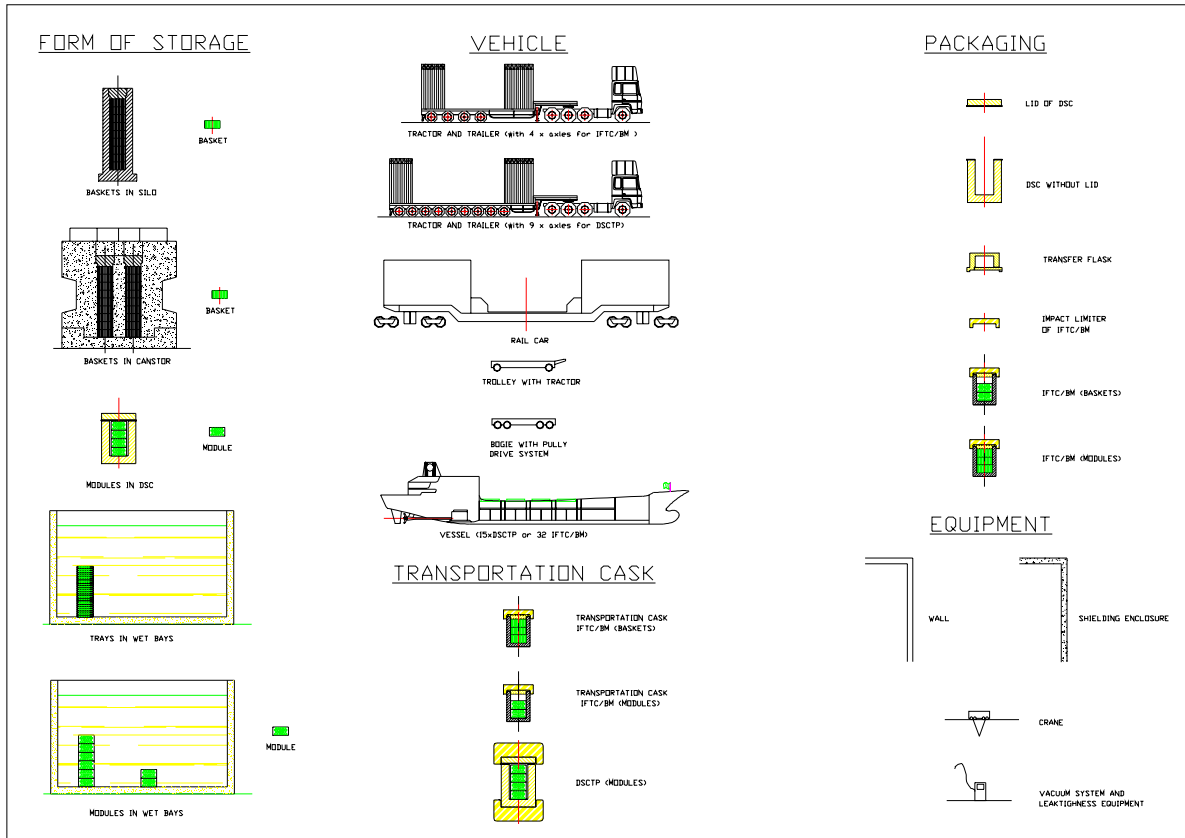 FORM OF STORAGE
BASKET
BASKETS IN SILO
BASKET
BASKETS IN CANSTOR
MODULE
MODULES IN DSC
TRAYS IN WET BAYS
MODULE
MODULES IN WET BAYS
VEHICLE
TRACTOR AND TRAILER (with 4 x axles for IFTC/BM )
TRACTOR AND TRAILER (with 9 x axles for DSCTP)
RAIL CAR
TROLLEY WITH TRACTOR
BOGIE WITH PULLY
DRIVE SYSTEM
VESSEL (15xDSCTP or 32 IFTC/BM)
TRANSPORTATION CASK
TRANSPORTATION CASK
IFTC/BM (BASKETS)
TRANSPORTATION CASK
IFTC/BM (MODULES)
DSCTP (MODULES)
PACKAGING
LID OF DSC
DSC WITHOUT LID
TRANSFER FLASK
IMPACT LIMITER
OF IFTC/BM
IFTC/BM (BASKETS)
IFTC/BM (MODULES)
EQUIPMENT
WALL
SHIELDING ENCLOSURE
CRANE
VACUUM SYSTEM AND
LEAKTIGHNESS EQUIPMENT